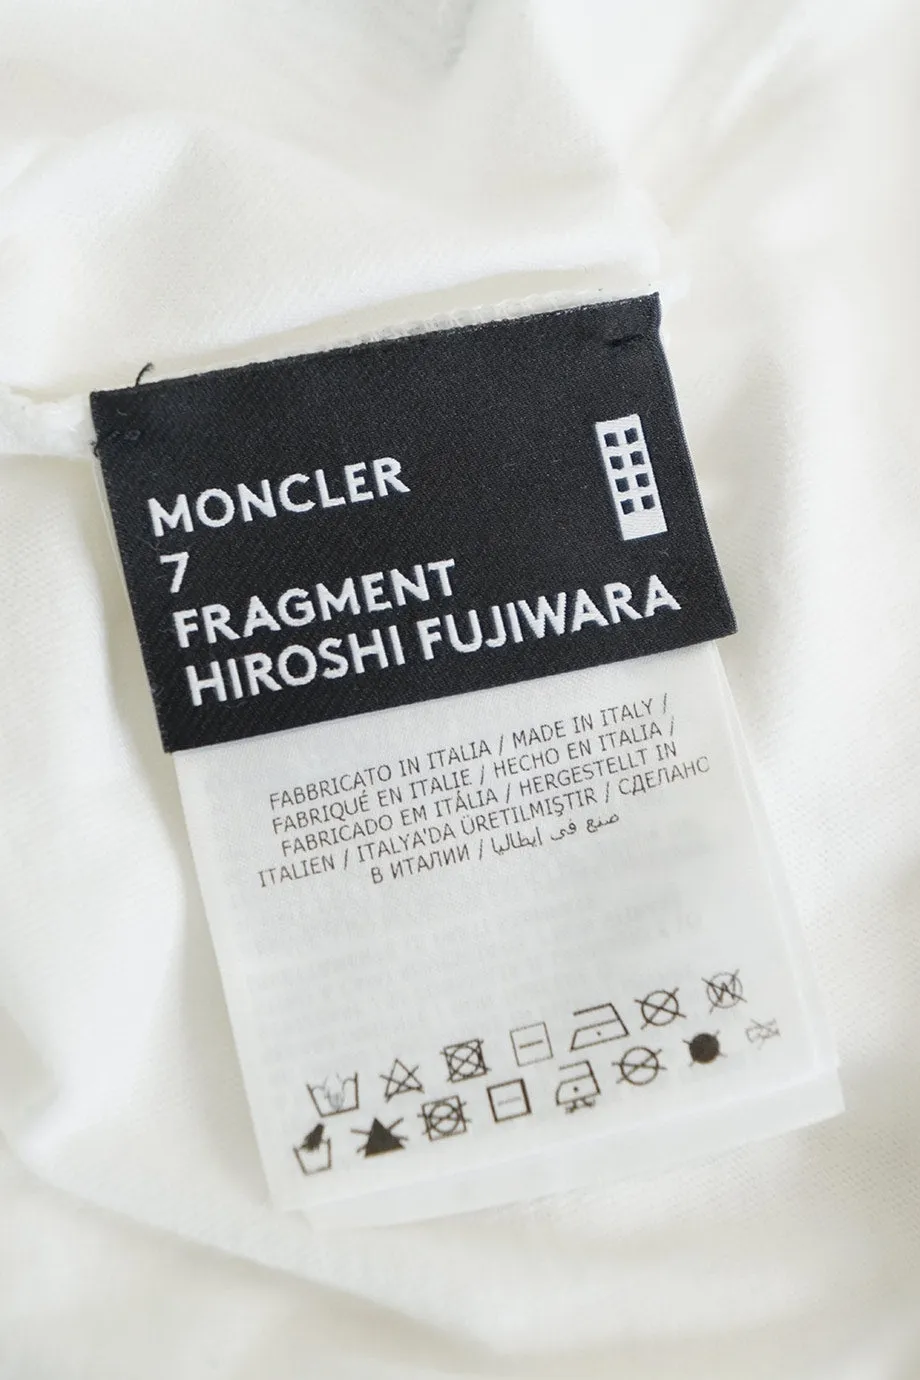 MONCLER
7
FRAGMENT
HIROSHI FUJIWARA
FABBRICATO IN ITALIA / MADE IN ITALY /
FABRIQUÉ EN ITALIE / HECHO EN ITALIA /
FABRICADO EM ITÁLIA / HERGESTELLT IN
ITALIEN / ITALYA'DA ÜRETILMIŞTIR / СДЕЛАНО
В ИТАЛИИ / صنع في إيطاليا